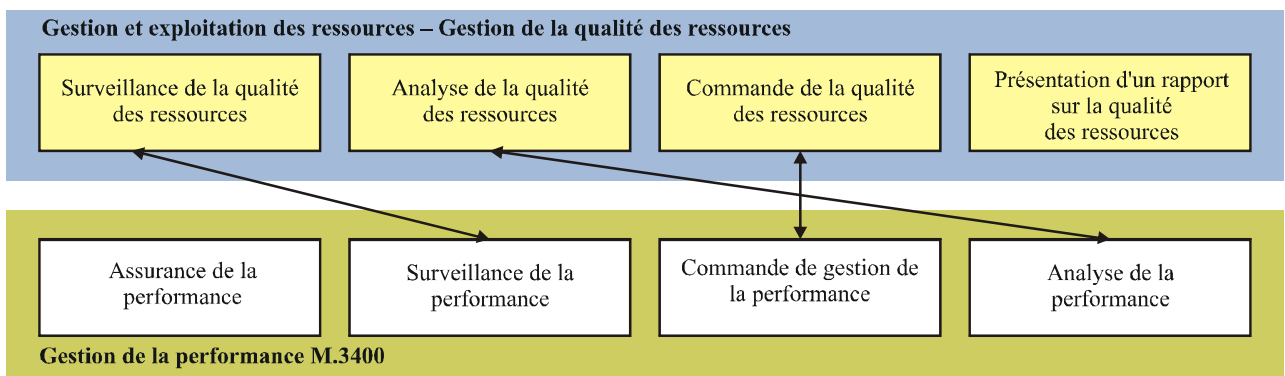 Gestion et exploitation des ressources – Gestion de la qualité des ressources
Surveillance de la qualité
des ressources
Analyse de la qualité
des ressources
Commande de la qualité
des ressources
Présentation d'un rapport
sur la qualité
des ressources
Assurance de la
performance
Surveillance de la
performance
Commande de gestion de
la performance
Analyse de la
performance
Gestion de la performance M.3400